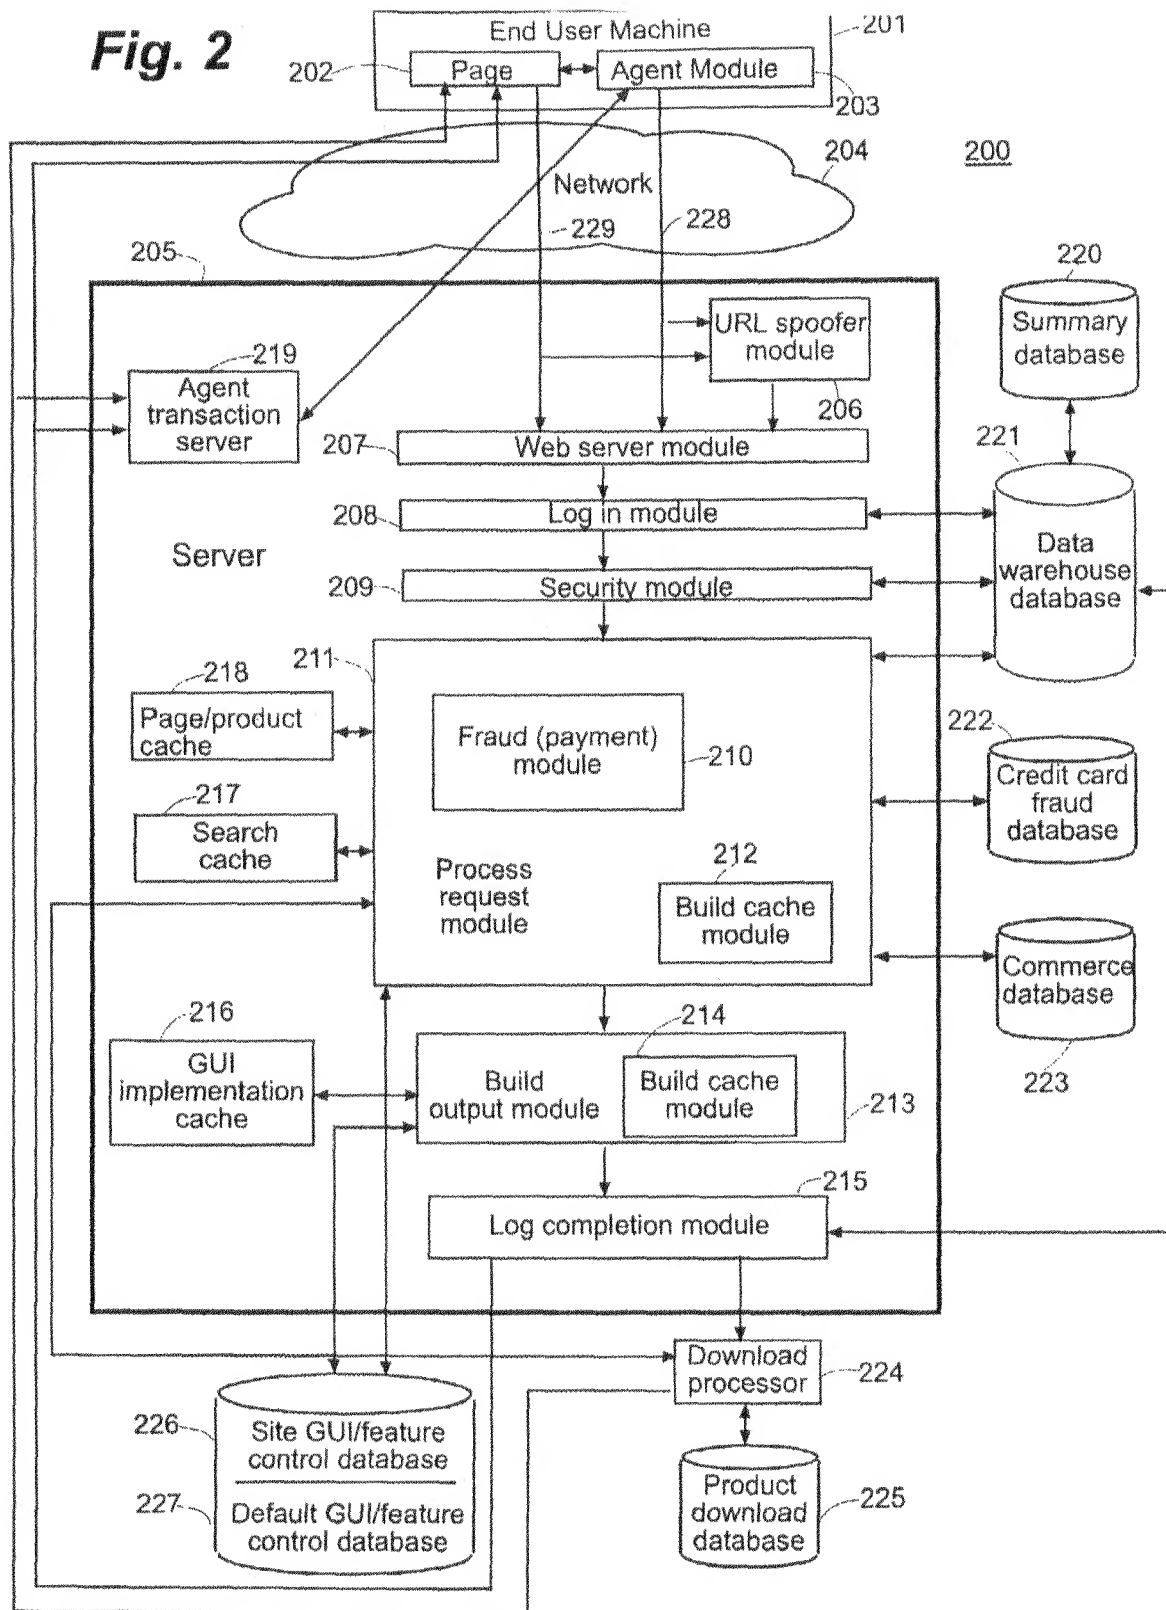 Fig. 2
End User Machine
201
202
Page
Agent Module
203
200
204
Network
229
228
205
220
URL spoofer
module
Summary
database
219
Agent
transaction
server
206
221
207
Web server module
208
Log in module
Server
Data
warehouse
database
209
Security module
211
218
Page/product
cache
Fraud (payment)
module
210
222
Credit card
fraud
database
217
Search
cache
212
Process
request
module
Build cache
module
Commerce
database
216
214
GUI
implementation
cache
Build
output module
Build cache
module
213
223
215
Log completion module
Download
processor
224
226
Site GUI/feature
control database
227
Default GUI/feature
control database
Product
download
database
225